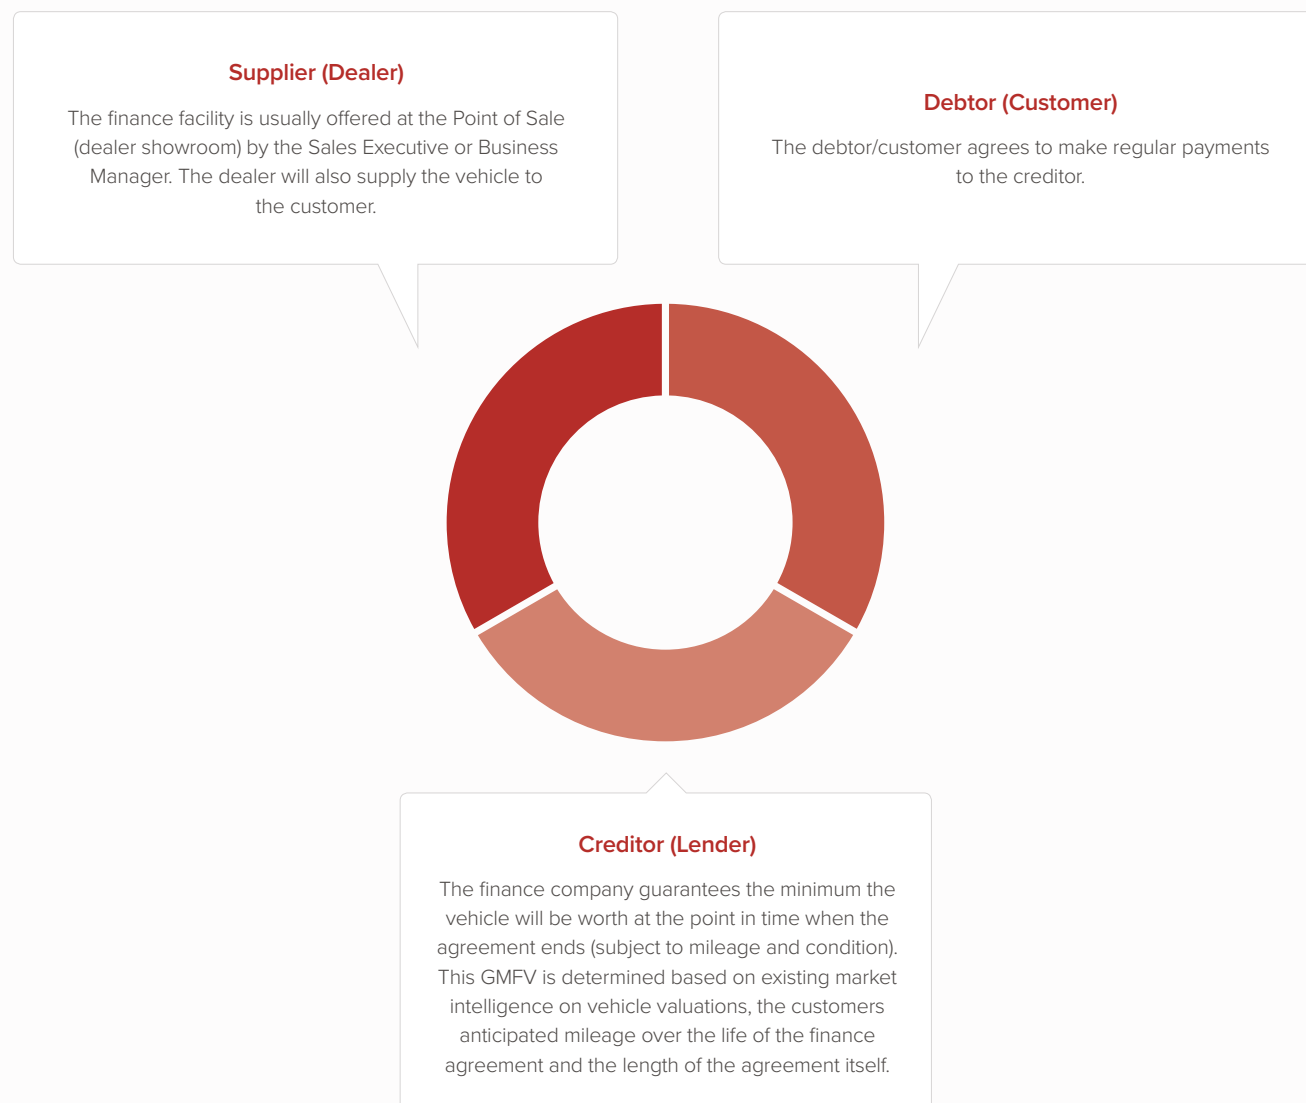 Supplier (Dealer)
The finance facility is usually offered at the Point of Sale
(dealer showroom) by the Sales Executive or Business
Manager. The dealer will also supply the vehicle to
the customer.
Debtor (Customer)
The debtor/customer agrees to make regular payments
to the creditor.
Creditor (Lender)
The finance company guarantees the minimum the
vehicle will be worth at the point in time when the
agreement ends (subject to mileage and condition).
This GMFV is determined based on existing market
intelligence on vehicle valuations, the customers
anticipated mileage over the life of the finance
agreement and the length of the agreement itself.